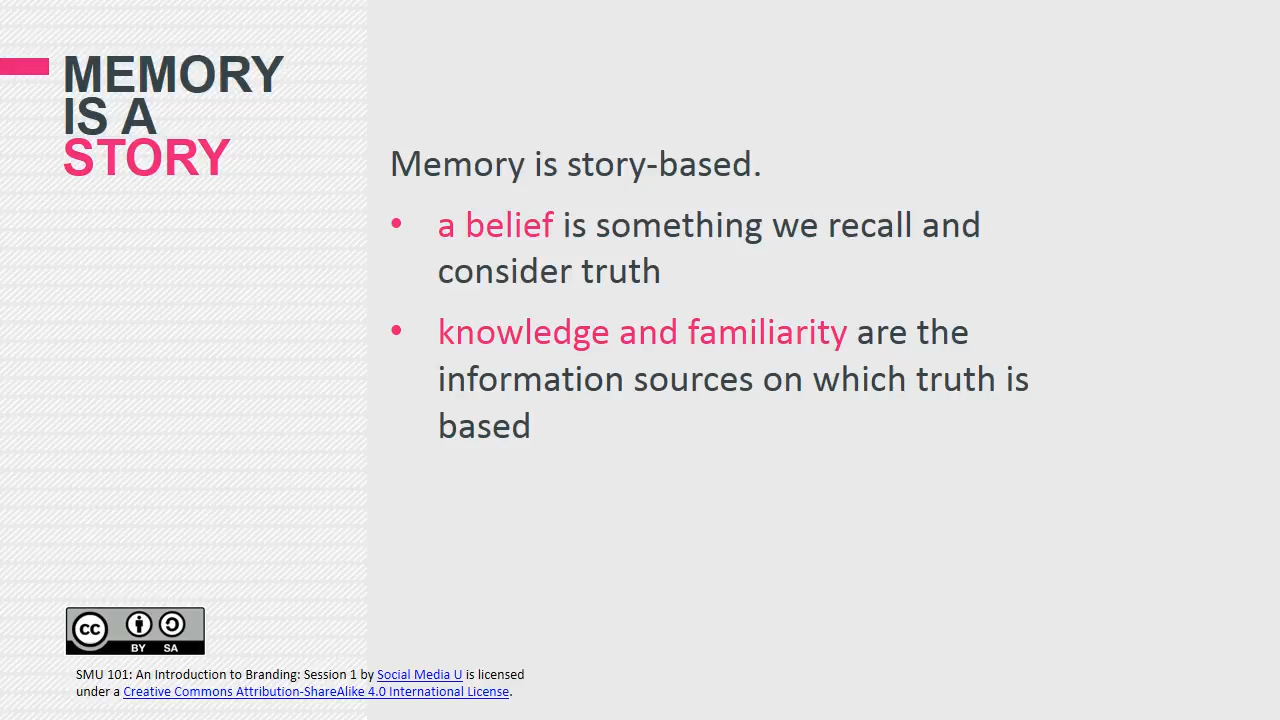 MEMORY
IS A
STORY
Memory is story-based.
• a belief is something we recall and
consider truth
• knowledge and familiarity are the
information sources on which truth is
based
cc
BY SA
SMU 101: An Introduction to Branding: Session 1 by Social Media U is licensed
under a Creative Commons Attribution-ShareAlike 4.0 International License.